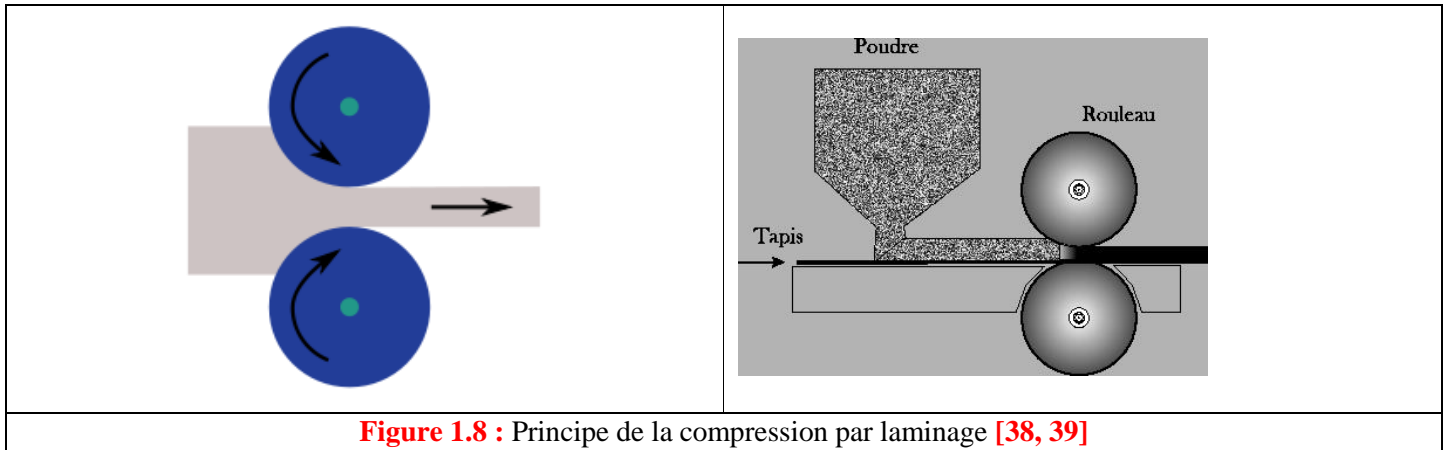 Poudre
Rouleau
Tapis
Figure 1.8 : Principe de la compression par laminage [38, 39]